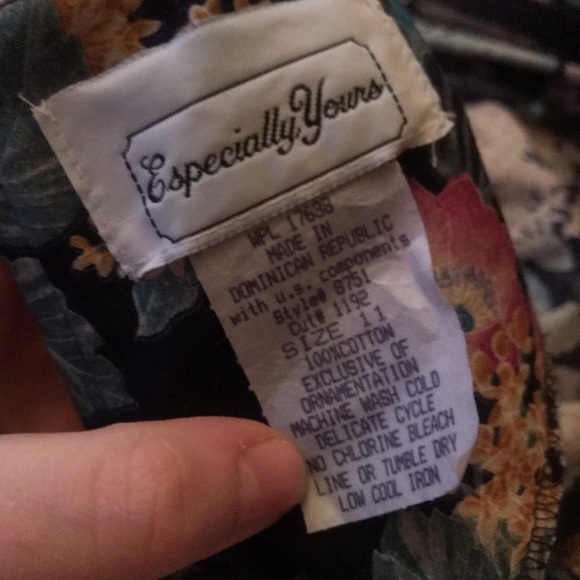 Especially Yours
WPL 17636
MADE IN
DOMINICAN REPUBLIC
with u.s. components
Style# 8751
Cut# 1192
SIZE 11
100%COTTON
EXCLUSIVE OF
ORNAMENTATION
MACHINE WASH COLD
DELICATE CYCLE
NO CHLORINE BLEACH
LINE OR TUMBLE DRY
LOW COOL IRON